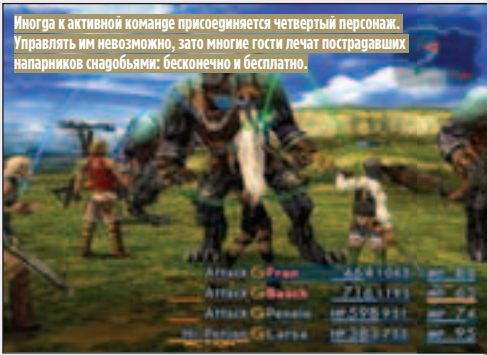 Иногда к активной команде присоединяется четвертый персонаж.
Управлять им невозможно, зато многие гости лечат пострадавших
напарников снадобьями: бесконечно и бесплатно.
Attack Fran
Attack Basch
Attack Penelo
Hi-Potion Larsa